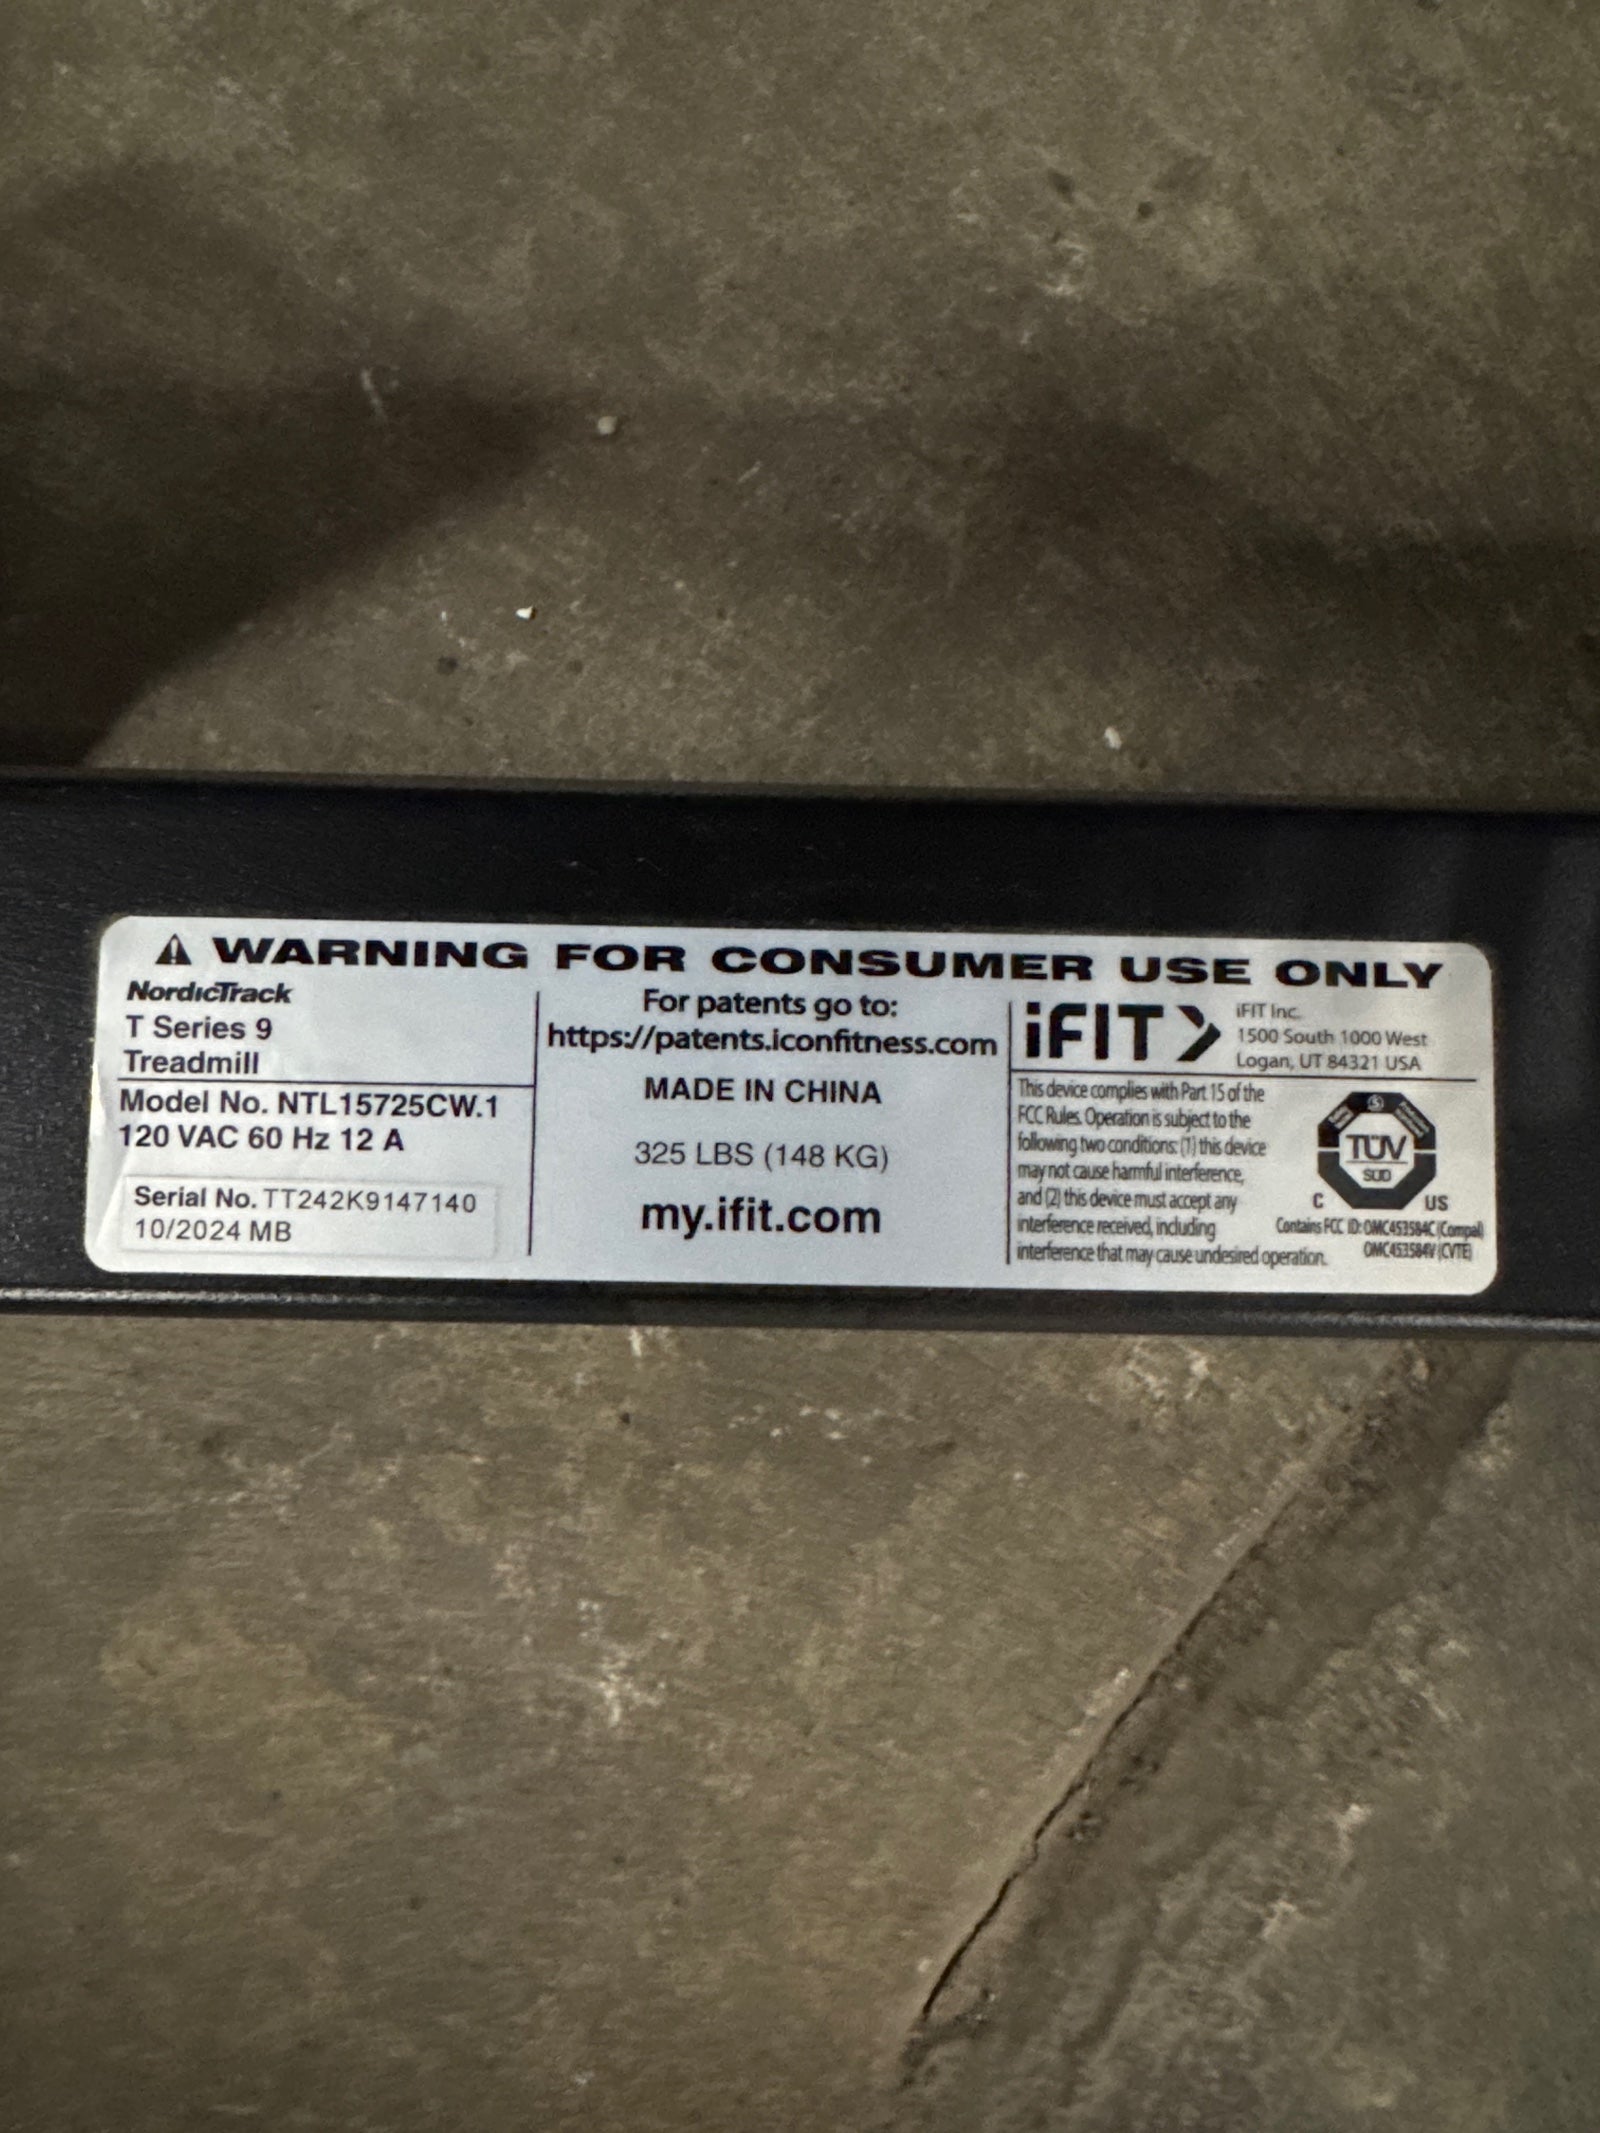 ⚠ WARNING FOR CONSUMER USE ONLY
NordicTrack
T Series 9
Treadmill
Model No. NTL15725CW.1
120 VAC 60 Hz 12 A
Serial No. TT242K9147140
10/2024 MB
For patents go to:
https://patents.iconfitness.com
MADE IN CHINA
325 LBS (148 KG)
my.ifit.com
iFIT
iFIT Inc.
1500 South 1000 West
Logan, UT 84321 USA
This device complies with Part 15 of the
FCC Rules. Operation is subject to the
following two conditions: (1) this device
may not cause harmful interference,
and (2) this device must accept any
interference received, including
interference that may cause undesired operation.
TÜV
SÜD
C US
Contains FCC ID: OMC453584C (Compal)
OMC453584V (CVTE)